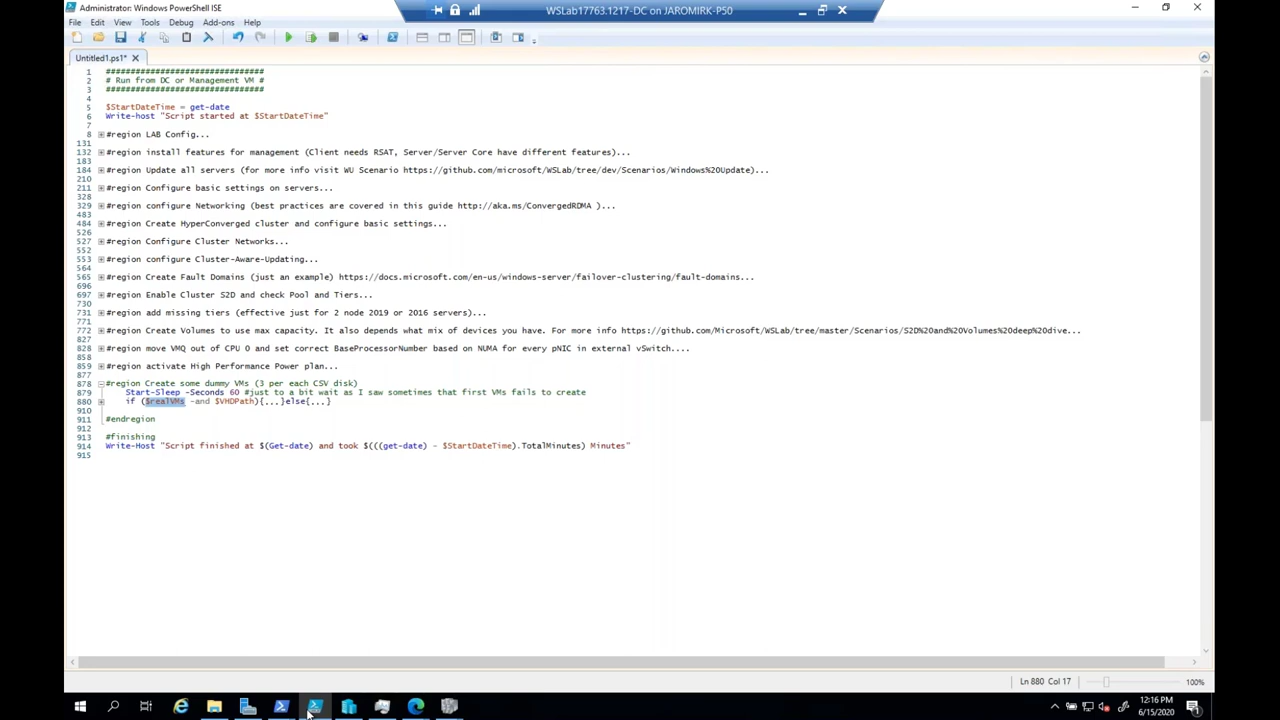 Administrator: Windows PowerShell ISE
WSLab17763.1217-DC on JAROMIRK-P50
File Edit View Tools Debug Add-ons Help
Untitled1.ps1*
1 ################################
2 # Run from DC or Management VM #
3 ################################
4
5 $StartDateTime = get-date
6 Write-host "Script started at $StartDateTime"
7
8 #region LAB Config...
131
132 #region install features for management (Client needs RSAT, Server/Server Core have different features)...
183
184 #region Update all servers (for more info visit WU Scenario https://github.com/microsoft/WSLab/tree/dev/Scenarios/Windows%20Update)...
210
211 #region Configure basic settings on servers...
328
329 #region configure Networking (best practices are covered in this guide http://aka.ms/ConvergedRDMA )...
483
484 #region Create HyperConverged cluster and configure basic settings...
526
527 #region Configure Cluster Networks...
552
553 #region configure Cluster-Aware-Updating...
564
565 #region Create Fault Domains (just an example) https://docs.microsoft.com/en-us/windows-server/failover-clustering/fault-domains...
696
697 #region Enable Cluster S2D and check Pool and Tiers...
730
731 #region add missing tiers (effective just for 2 node 2019 or 2016 servers)...
771
772 #region Create Volumes to use max capacity. It also depends what mix of devices you have. For more info https://github.com/Microsoft/WSLab/tree/master/Scenarios/S2D%20and%20Volumes%20deep%20dive...
827
828 #region move VMQ out of CPU 0 and set correct BaseProcessorNumber based on NUMA for every pNIC in external vSwitch....
858
859 #region activate High Performance Power plan...
877
878 #region Create some dummy VMs (3 per each CSV disk)
879 Start-Sleep -Seconds 60 #just to a bit wait as I saw sometimes that first VMs fails to create
880 if ($realVMs -and $VHDPath){...}else{...}
910
911 #endregion
912
913 #finishing
914 Write-Host "Script finished at $(Get-date) and took $(((get-date) - $StartDateTime).TotalMinutes) Minutes"
915
Ln 880 Col 17
100%
12:16 PM
6/15/2020
1